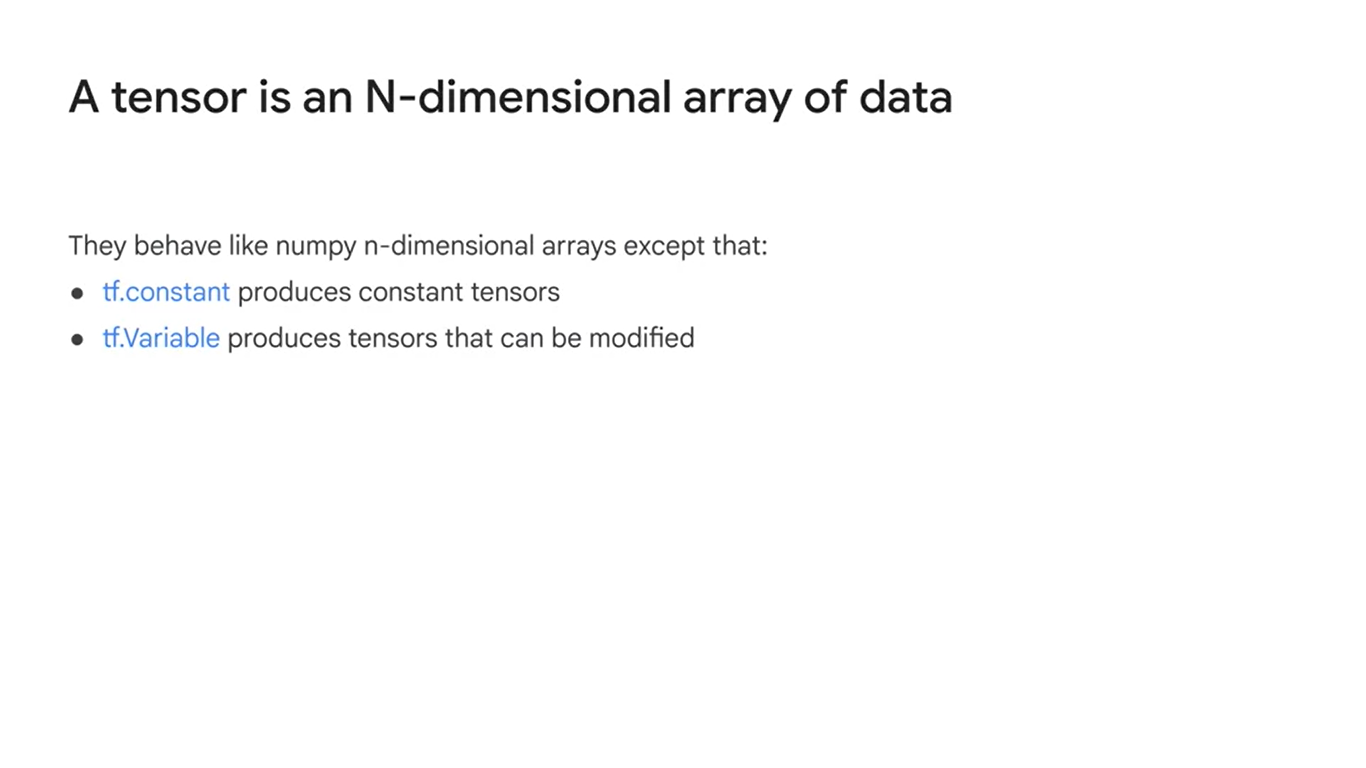 A tensor is an N-dimensional array of data
They behave like numpy n-dimensional arrays except that:
● tf.constant produces constant tensors
● tf.Variable produces tensors that can be modified